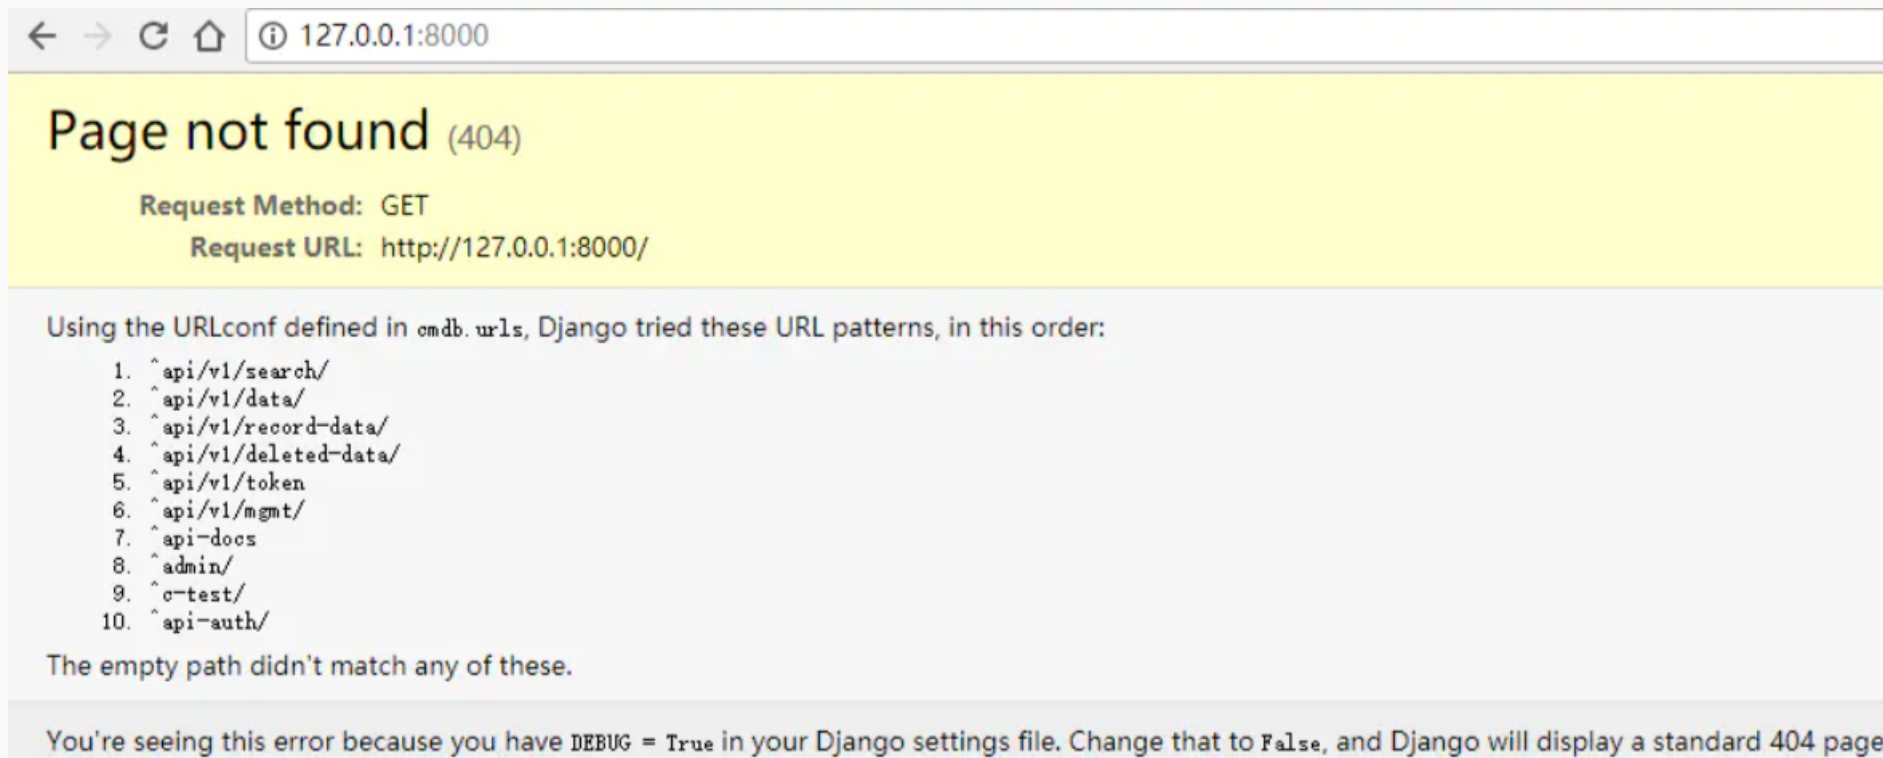 127.0.0.1:8000
Page not found (404)
Request Method: GET
Request URL: http://127.0.0.1:8000/
Using the URLconf defined in cmdb.urls, Django tried these URL patterns, in this order:
1. ^api/v1/search/
2. ^api/v1/data/
3. ^api/v1/record-data/
4. ^api/v1/deleted-data/
5. ^api/v1/token
6. ^api/v1/mgmt/
7. ^api-docs
8. ^admin/
9. ^c-test/
10. ^api-auth/
The empty path didn't match any of these.
You're seeing this error because you have DEBUG = True in your Django settings file. Change that to False, and Django will display a standard 404 page